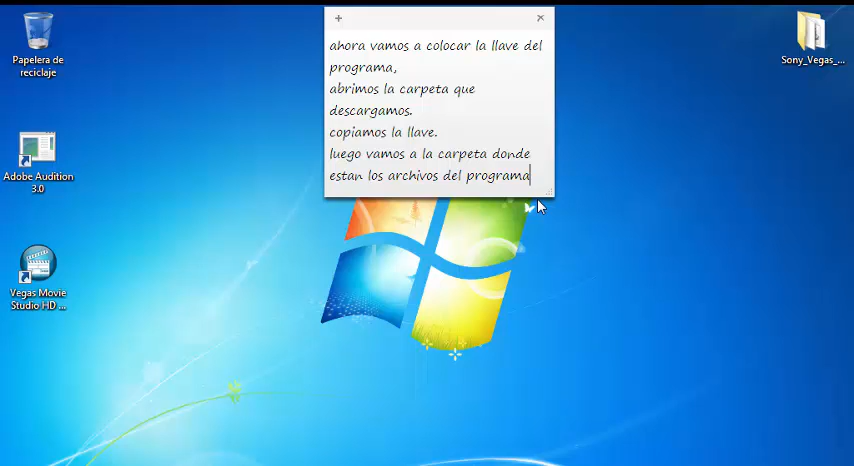 ahora vamos a colocar la llave del
programa,
abrimos la carpeta que
descargamos.
copiamos la llave.
luego vamos a la carpeta donde
estan los archivos del programa
Papelera de
reciclaje
Adobe Audition
3.0
Vegas Movie
Studio HD ...
Sony_Vegas_...